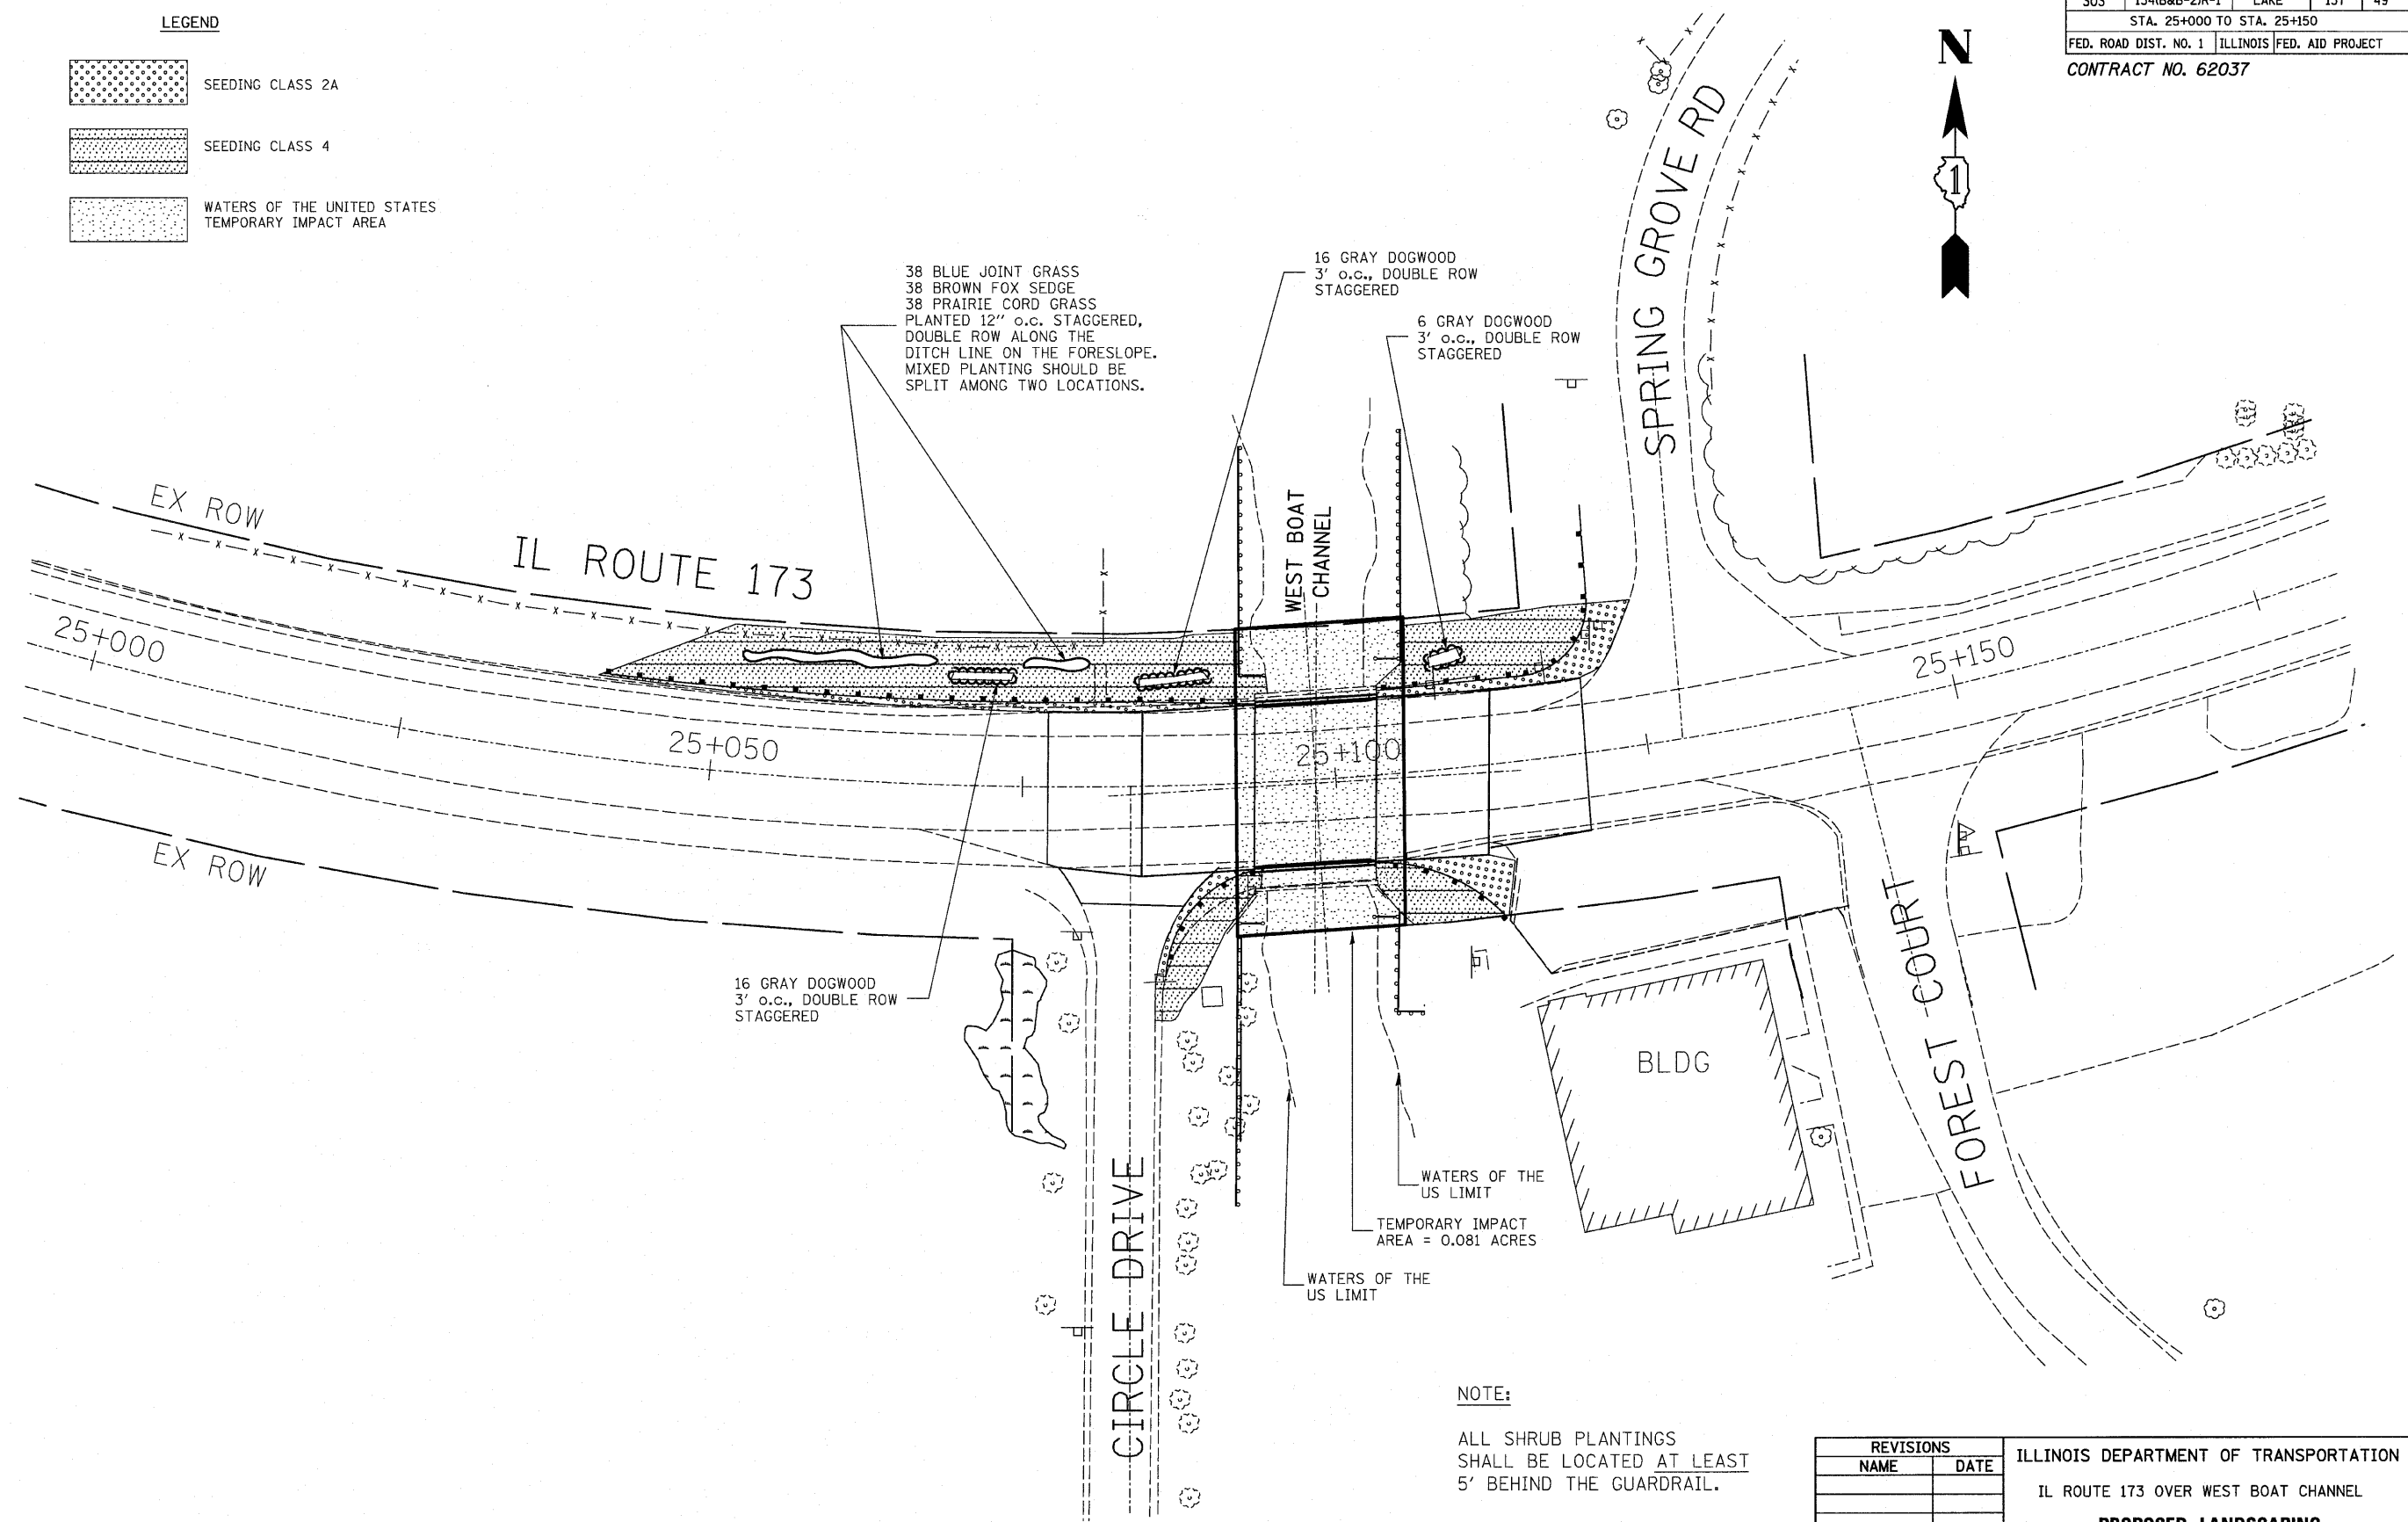 LEGEND
SEEDING CLASS 2A
SEEDING CLASS 4
WATERS OF THE UNITED STATES
TEMPORARY IMPACT AREA
LAKE
STA. 25+000 TO STA. 25+150
FED. ROAD DIST. NO. 1 ILLINOIS FED. AID PROJECT
CONTRACT NO. 62037
N
1
38 BLUE JOINT GRASS
38 BROWN FOX SEDGE
38 PRAIRIE CORD GRASS
PLANTED 12" o.c. STAGGERED,
DOUBLE ROW ALONG THE
DITCH LINE ON THE FORESLOPE.
MIXED PLANTING SHOULD BE
SPLIT AMONG TWO LOCATIONS.
16 GRAY DOGWOOD
3' o.c., DOUBLE ROW
STAGGERED
6 GRAY DOGWOOD
3' o.c., DOUBLE ROW
STAGGERED
SPRING GROVE RD
EX ROW
IL ROUTE 173
WEST BOAT
CHANNEL
25+000
25+050
25+100
25+150
EX ROW
16 GRAY DOGWOOD
3' o.c., DOUBLE ROW
STAGGERED
BLDG
FOREST COURT
CIRCLE DRIVE
WATERS OF THE
US LIMIT
TEMPORARY IMPACT
AREA = 0.081 ACRES
WATERS OF THE
US LIMIT
NOTE:
ALL SHRUB PLANTINGS
SHALL BE LOCATED AT LEAST
5' BEHIND THE GUARDRAIL.
REVISIONS
NAME DATE
ILLINOIS DEPARTMENT OF TRANSPORTATION
IL ROUTE 173 OVER WEST BOAT CHANNEL
PROPOSED LANDSCAPING